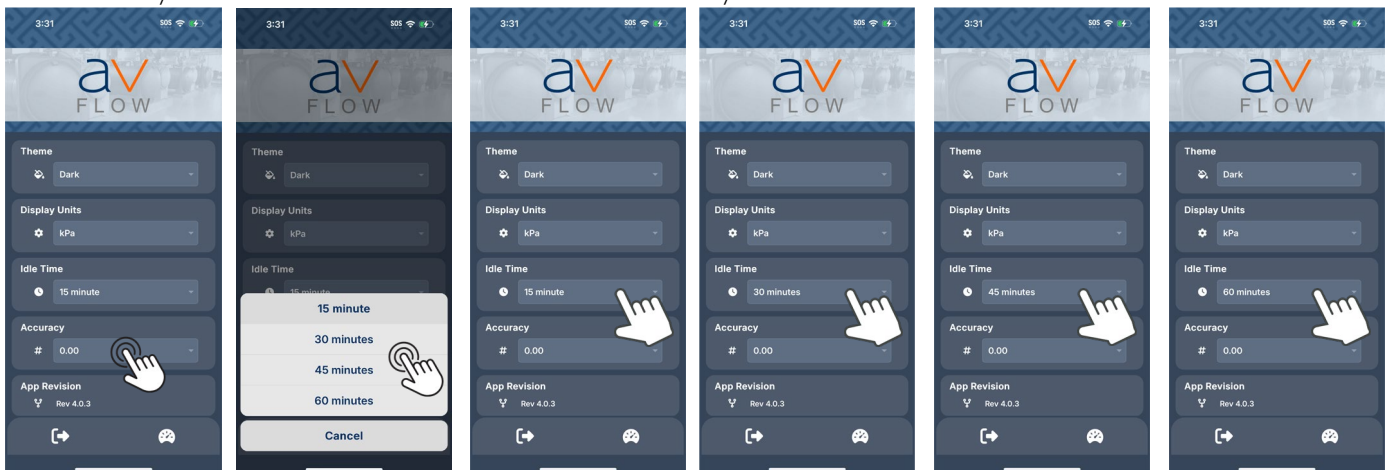 3:31 SOS
av
FLOW
Theme
Dark
Display Units
kPa
Idle Time
15 minute
Accuracy
# 0.00
App Revision
Rev 4.0.3
3:31 SOS
av
FLOW
Theme
Dark
Display Units
kPa
Idle Time
15 minute
15 minute
30 minutes
45 minutes
60 minutes
Cancel
3:31 SOS
av
FLOW
Theme
Dark
Display Units
kPa
Idle Time
15 minute
Accuracy
# 0.00
App Revision
Rev 4.0.3
3:31 SOS
av
FLOW
Theme
Dark
Display Units
kPa
Idle Time
30 minutes
Accuracy
# 0.00
App Revision
Rev 4.0.3
3:31 SOS
av
FLOW
Theme
Dark
Display Units
kPa
Idle Time
45 minutes
Accuracy
# 0.00
App Revision
Rev 4.0.3
3:31 SOS
av
FLOW
Theme
Dark
Display Units
kPa
Idle Time
60 minutes
Accuracy
# 0.00
App Revision
Rev 4.0.3